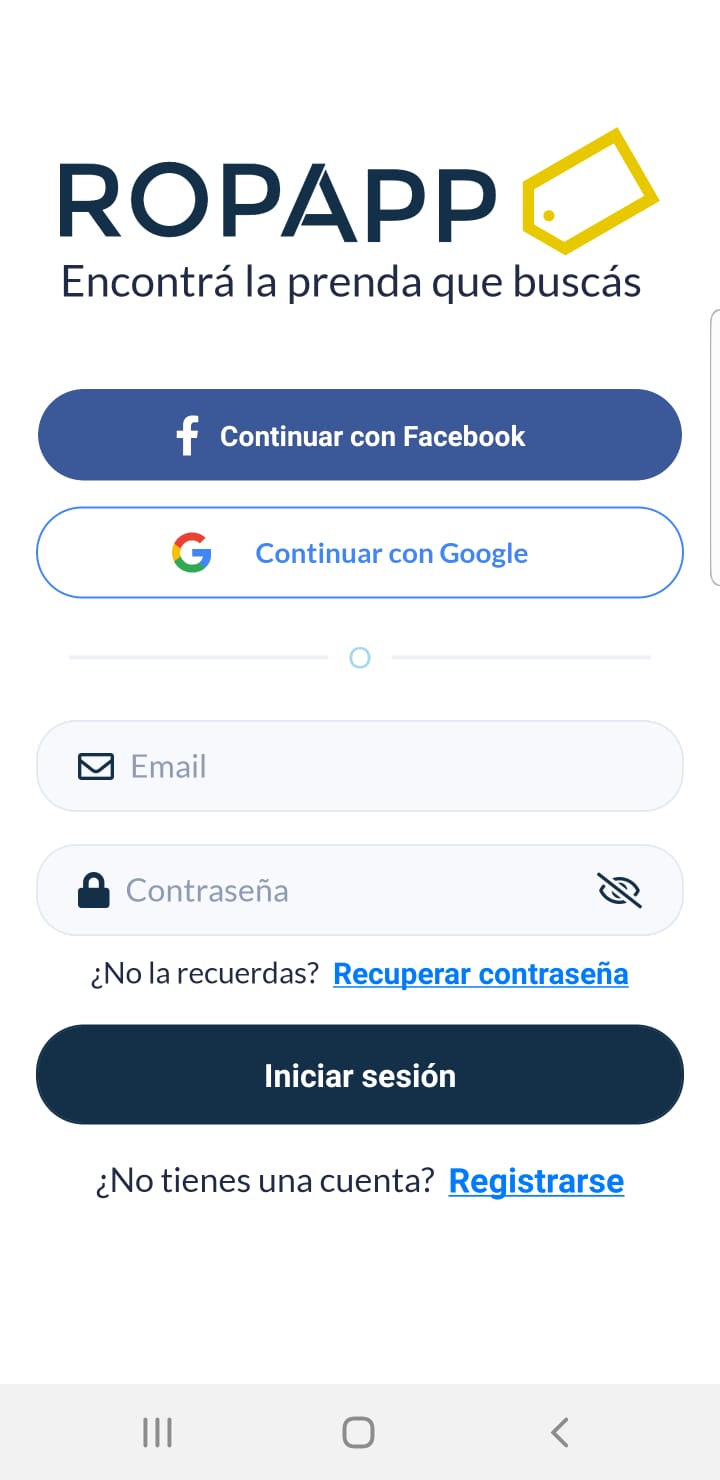 ROPAPP
Encontrá la prenda que buscás
Continuar con Facebook
Continuar con Google
O
Email
Contraseña
¿No la recuerdas? Recuperar contraseña
Iniciar sesión
¿No tienes una cuenta? Registrarse